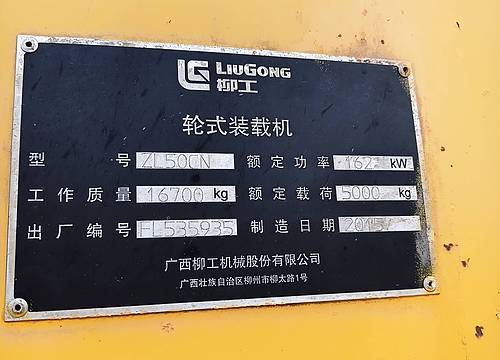 LIUGONG
柳工
轮式装载机
型 号 ZL50CN 额定功率 162 kW
工作质量 16700 kg 额定载荷 5000 kg
出厂编号 FL535935 制造日期 2015
广西柳工机械股份有限公司
广西壮族自治区柳州市柳太路1号